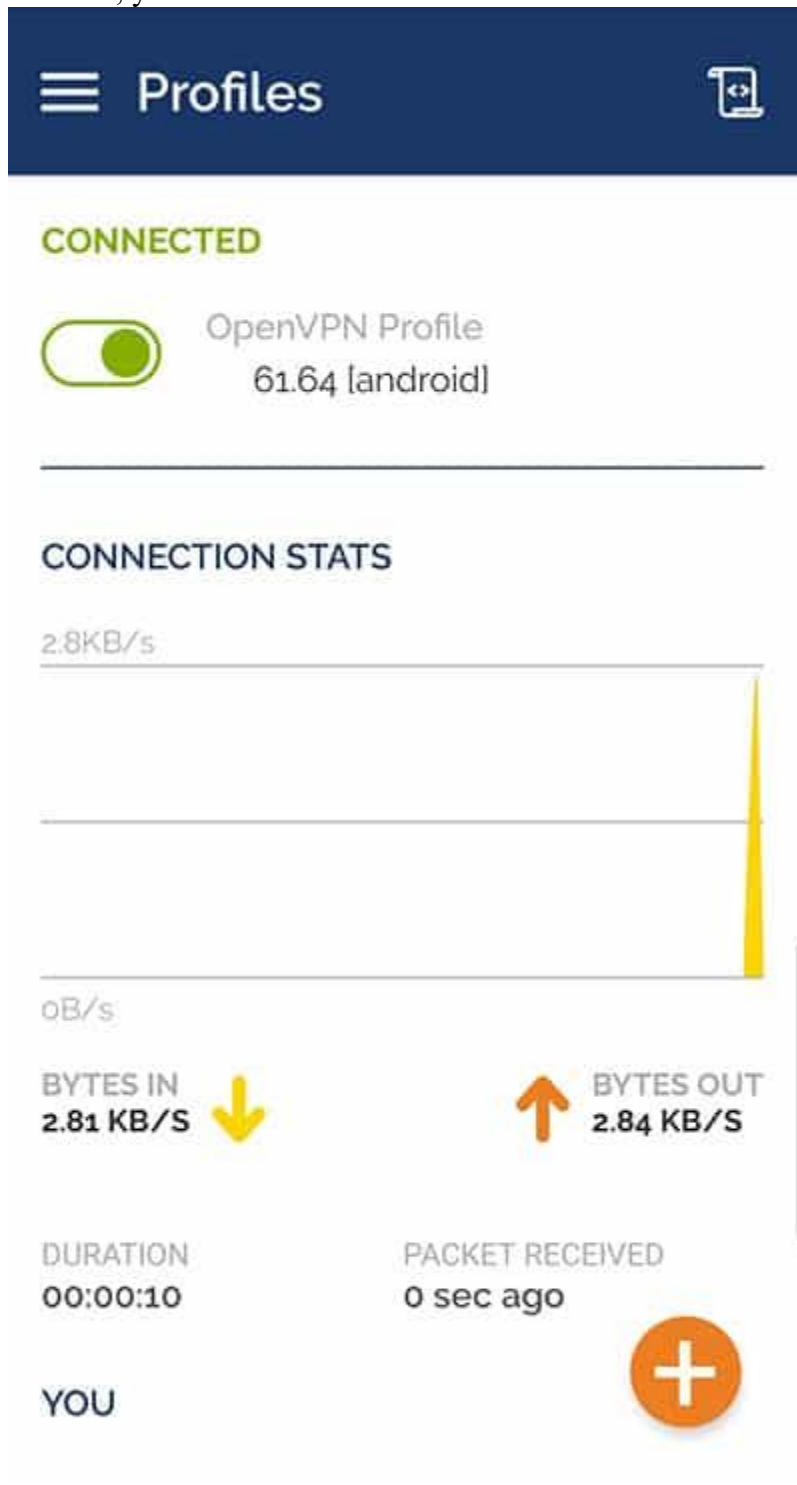 Profiles
CONNECTED
OpenVPN Profile
61.64 [android]
CONNECTION STATS
2.8KB/s
0B/s
BYTES IN
2.81 KB/S
BYTES OUT
2.84 KB/S
DURATION
00:00:10
PACKET RECEIVED
0 sec ago
YOU